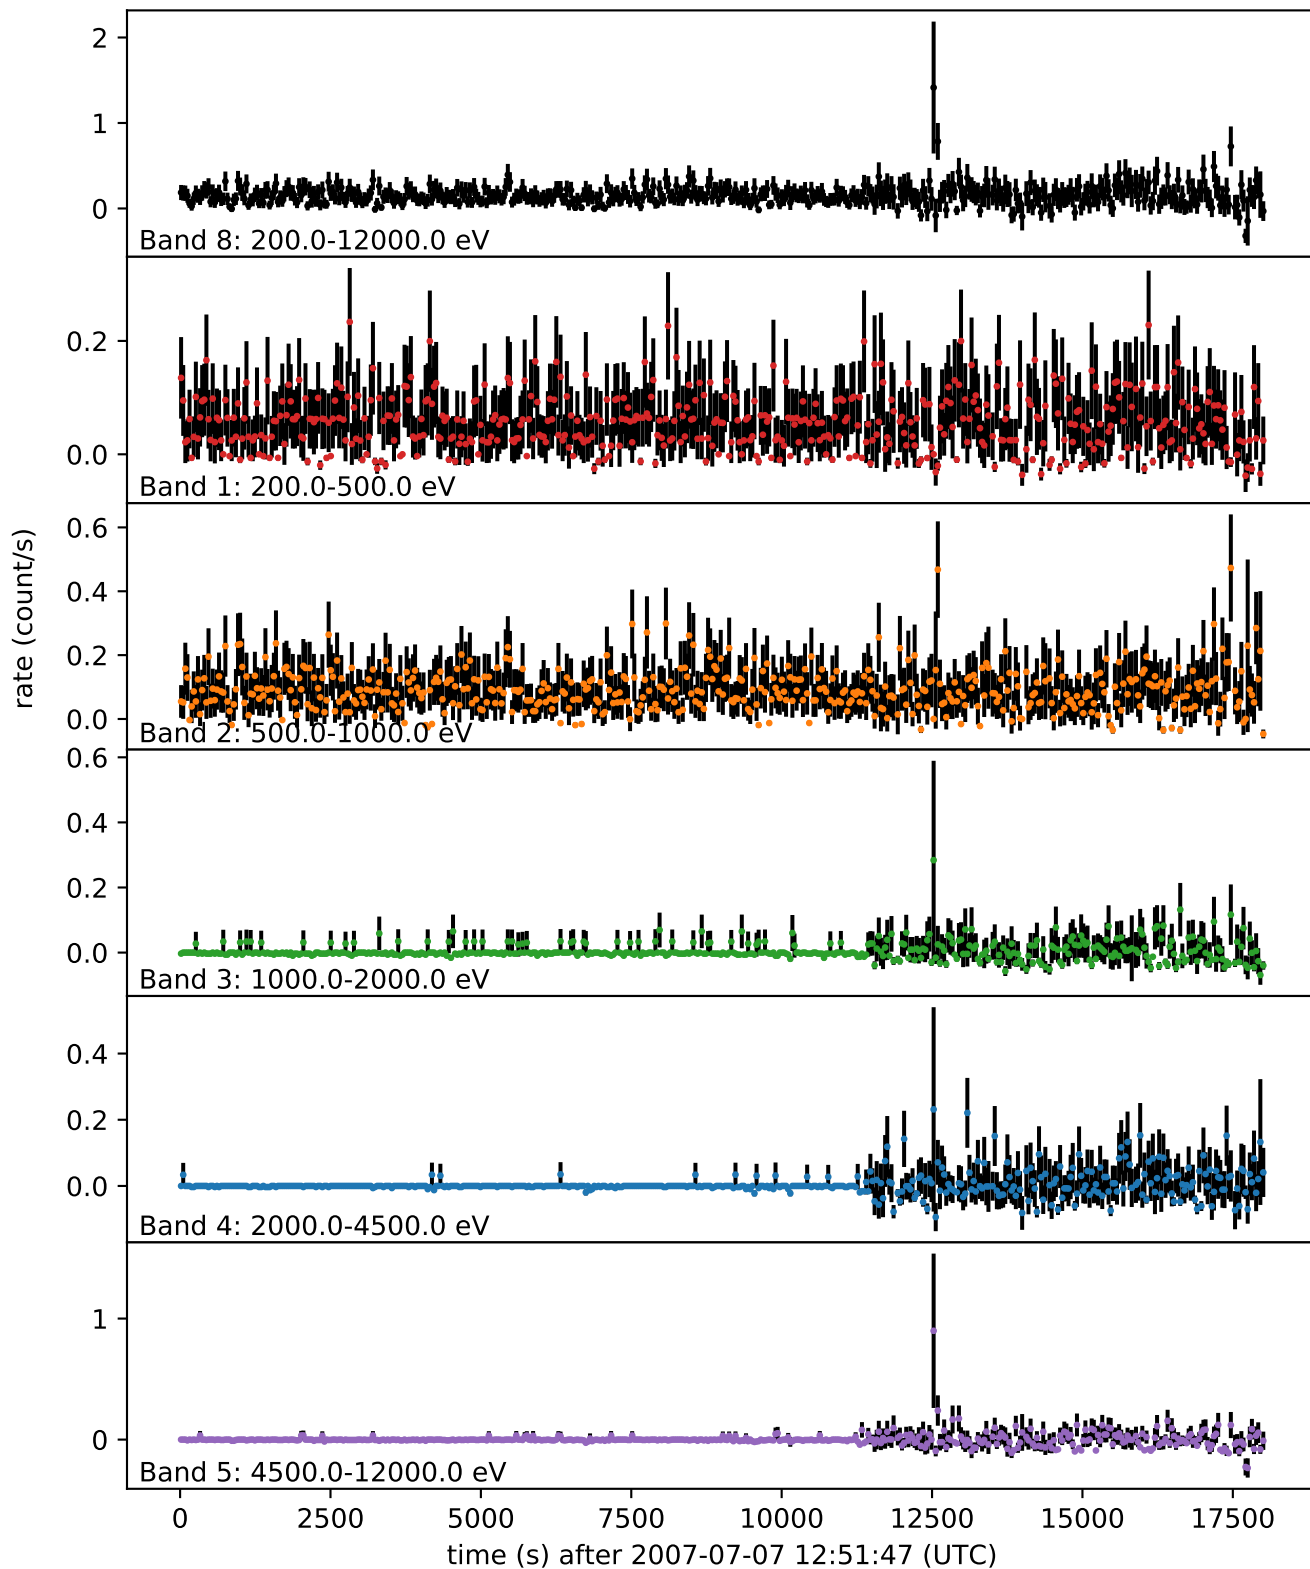 2
1
0
Band 8: 200.0-12000.0 eV
0.2
0.0
Band 1: 200.0-500.0 eV
0.6
0.4
0.2
0.0
Band 2: 500.0-1000.0 eV
rate (count/s)
0.6
0.4
0.2
0.0
Band 3: 1000.0-2000.0 eV
0.4
0.2
0.0
Band 4: 2000.0-4500.0 eV
1
0
Band 5: 4500.0-12000.0 eV
0 2500 5000 7500 10000 12500 15000 17500
time (s) after 2007-07-07 12:51:47 (UTC)